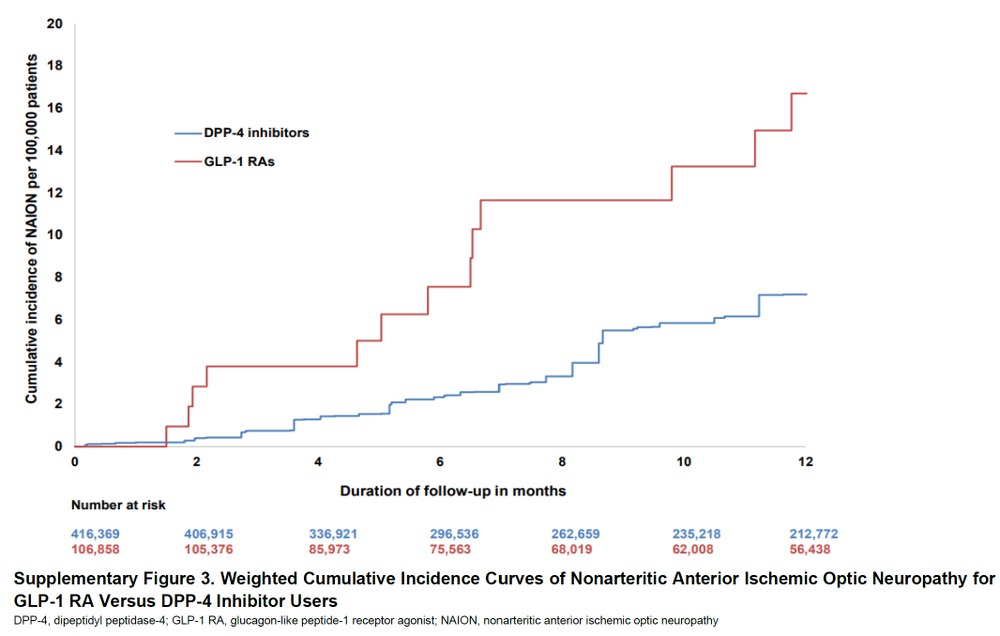 20
18
16
14
12
10
8
6
4
2
0
Cumulative incidence of NAION per 100,000 patients
DPP-4 inhibitors
GLP-1 RAs
0 2 4 6 8 10 12
Duration of follow-up in months
Number at risk
416,369 406,915 336,921 296,536 262,659 235,218 212,772
106,858 105,376 85,973 75,563 68,019 62,008 56,438
Supplementary Figure 3. Weighted Cumulative Incidence Curves of Nonarteritic Anterior Ischemic Optic Neuropathy for
GLP-1 RA Versus DPP-4 Inhibitor Users
DPP-4, dipeptidyl peptidase-4; GLP-1 RA, glucagon-like peptide-1 receptor agonist; NAION, nonarteritic anterior ischemic optic neuropathy